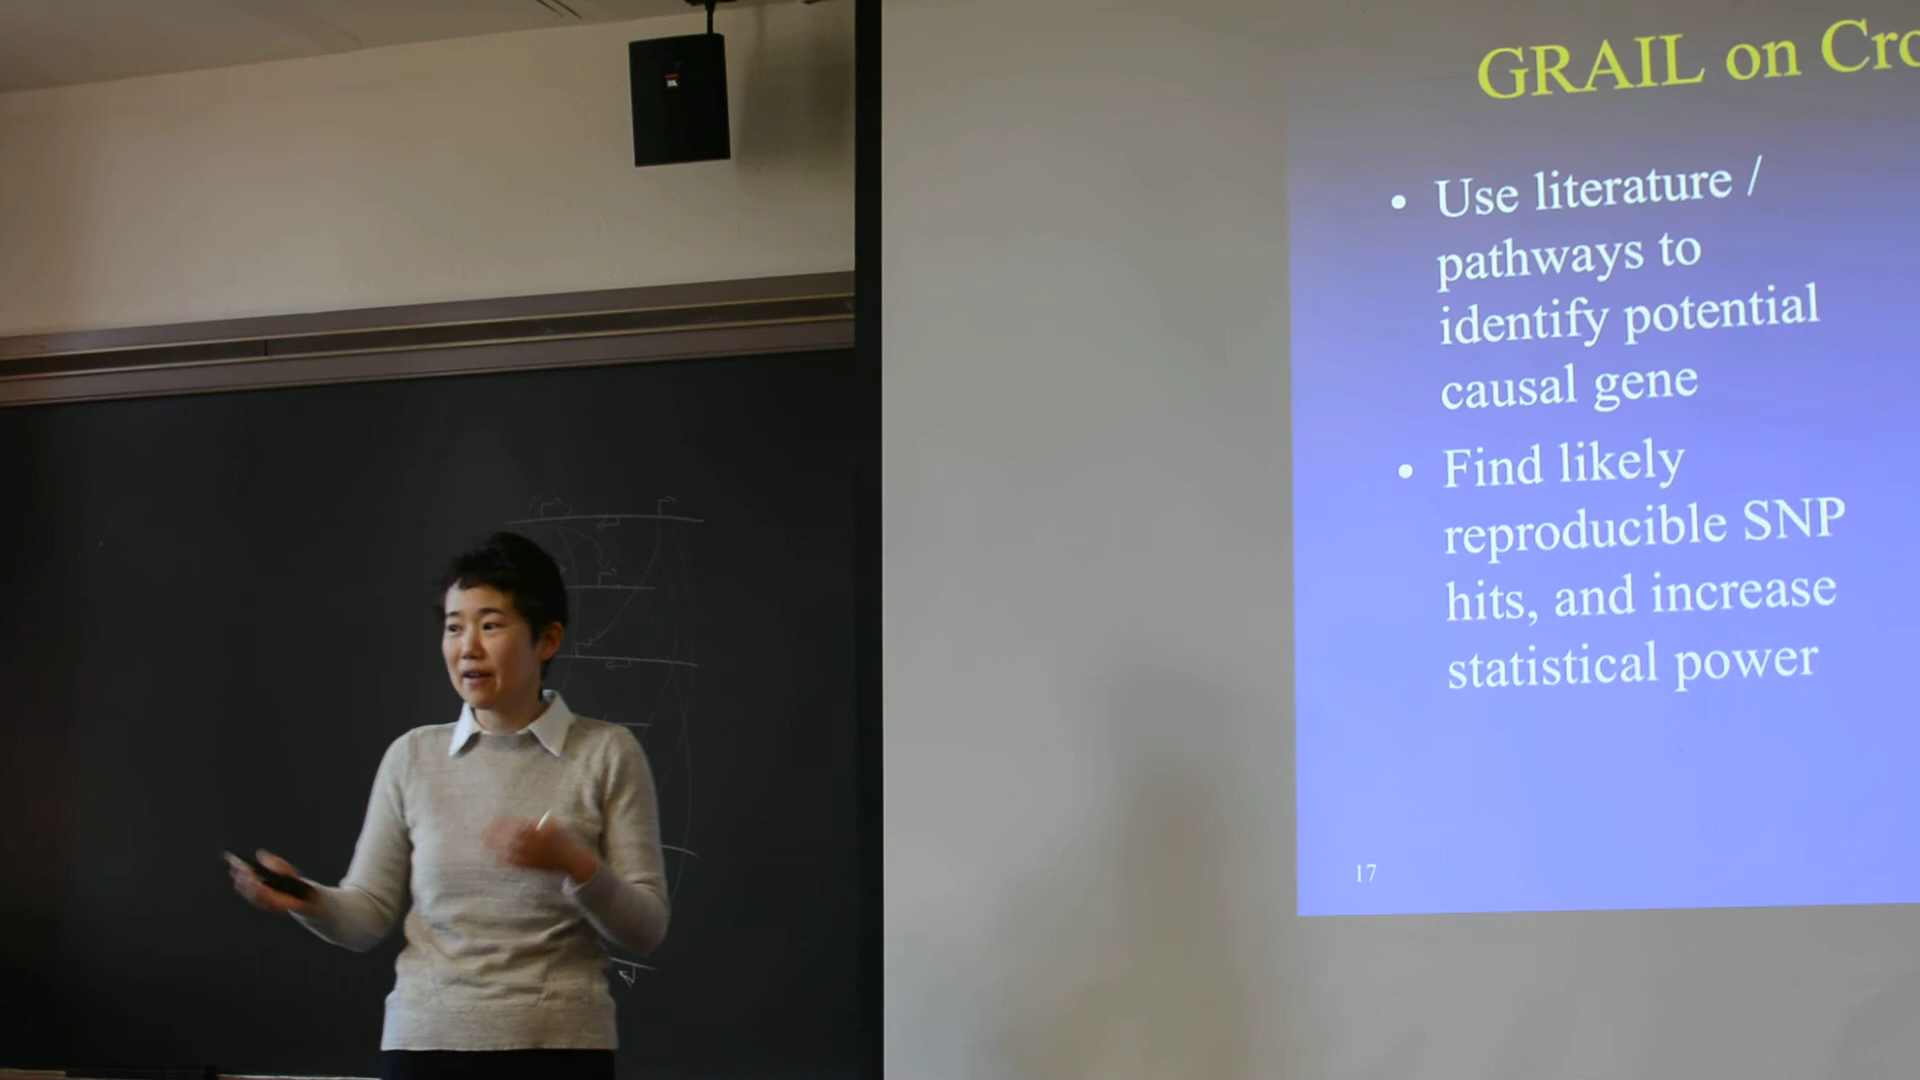 GRAIL on Cro
• Use literature /
pathways to
identify potential
causal gene
• Find likely
reproducible SNP
hits, and increase
statistical power
17